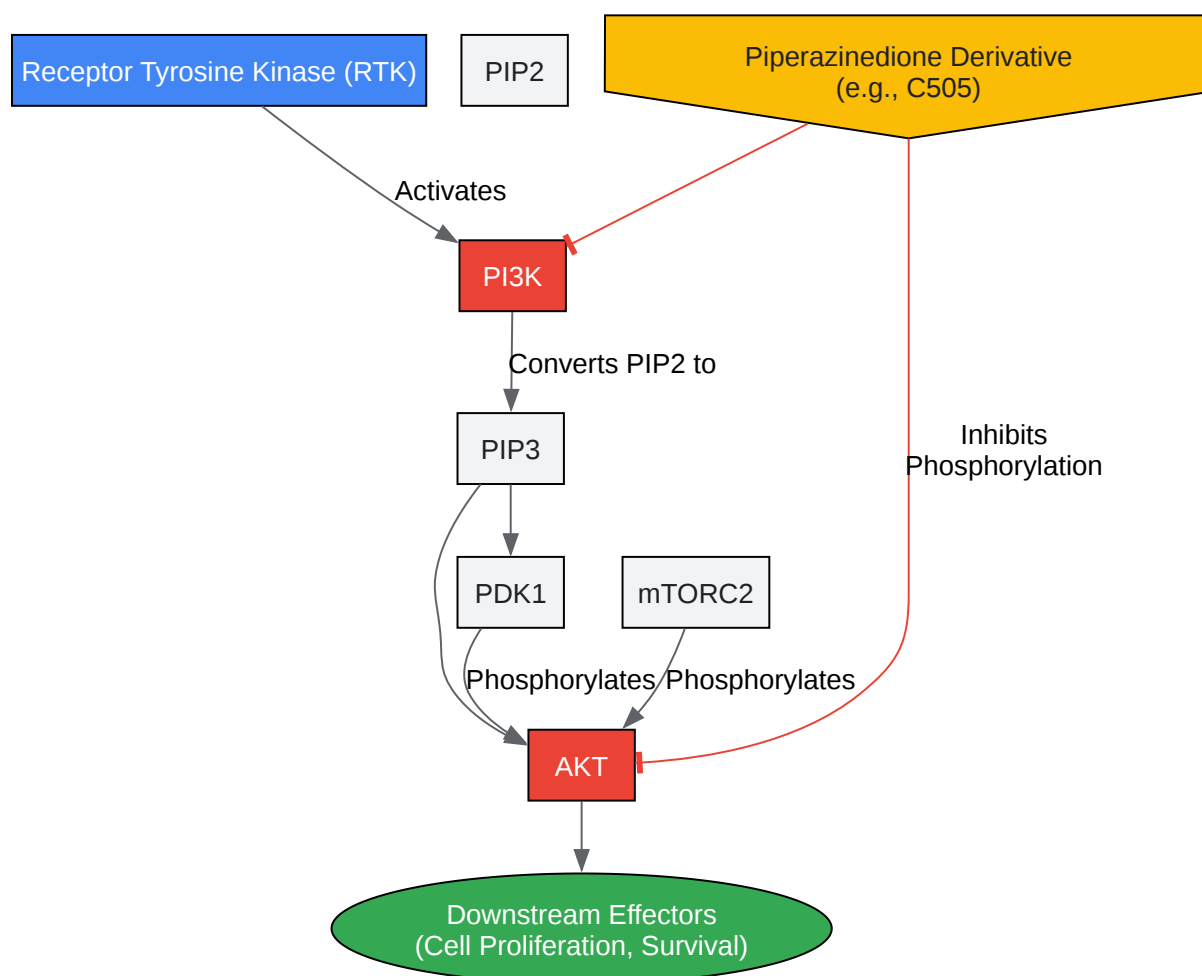 Receptor Tyrosine Kinase (RTK)
PIP2
Piperazinedione Derivative
(e.g., C505)
Activates
PI3K
Converts PIP2 to
PIP3
Inhibits
Phosphorylation
PDK1
mTORC2
Phosphorylates
Phosphorylates
AKT
Downstream Effectors
(Cell Proliferation, Survival)